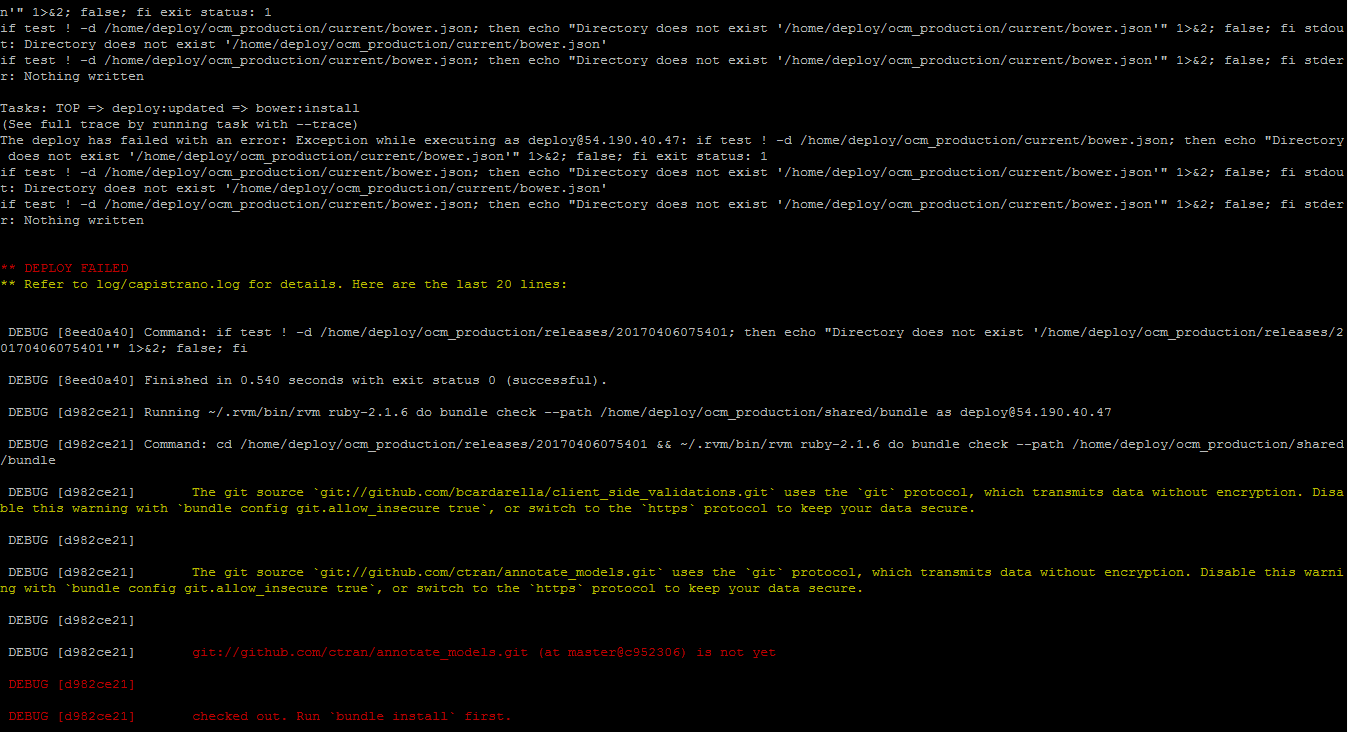 n'" 1>&2; false; fi exit status: 1
if test ! -d /home/deploy/ocm_production/current/bower.json; then echo "Directory does not exist '/home/deploy/ocm_production/current/bower.json'" 1>&2; false; fi stdou
t: Directory does not exist '/home/deploy/ocm_production/current/bower.json'
if test ! -d /home/deploy/ocm_production/current/bower.json; then echo "Directory does not exist '/home/deploy/ocm_production/current/bower.json'" 1>&2; false; fi stder
r: Nothing written
Tasks: TOP => deploy:updated => bower:install
(See full trace by running task with --trace)
The deploy has failed with an error: Exception while executing as deploy@54.190.40.47: if test ! -d /home/deploy/ocm_production/current/bower.json; then echo "Directory
 does not exist '/home/deploy/ocm_production/current/bower.json'" 1>&2; false; fi exit status: 1
if test ! -d /home/deploy/ocm_production/current/bower.json; then echo "Directory does not exist '/home/deploy/ocm_production/current/bower.json'" 1>&2; false; fi stdou
t: Directory does not exist '/home/deploy/ocm_production/current/bower.json'
if test ! -d /home/deploy/ocm_production/current/bower.json; then echo "Directory does not exist '/home/deploy/ocm_production/current/bower.json'" 1>&2; false; fi stder
r: Nothing written
** DEPLOY FAILED
** Refer to log/capistrano.log for details. Here are the last 20 lines:
DEBUG [8eed0a40] Command: if test ! -d /home/deploy/ocm_production/releases/20170406075401; then echo "Directory does not exist '/home/deploy/ocm_production/releases/2
0170406075401'" 1>&2; false; fi
DEBUG [8eed0a40] Finished in 0.540 seconds with exit status 0 (successful).
DEBUG [d982ce21] Running ~/.rvm/bin/rvm ruby-2.1.6 do bundle check --path /home/deploy/ocm_production/shared/bundle as deploy@54.190.40.47
DEBUG [d982ce21] Command: cd /home/deploy/ocm_production/releases/20170406075401 && ~/.rvm/bin/rvm ruby-2.1.6 do bundle check --path /home/deploy/ocm_production/shared
/bundle
DEBUG [d982ce21] The git source `git://github.com/bcardarella/client_side_validations.git` uses the `git` protocol, which transmits data without encryption. Disa
ble this warning with `bundle config git.allow_insecure true`, or switch to the `https` protocol to keep your data secure.
DEBUG [d982ce21]
DEBUG [d982ce21] The git source `git://github.com/ctran/annotate_models.git` uses the `git` protocol, which transmits data without encryption. Disable this warni
ng with `bundle config git.allow_insecure true`, or switch to the `https` protocol to keep your data secure.
DEBUG [d982ce21]
DEBUG [d982ce21] git://github.com/ctran/annotate_models.git (at master@c952306) is not yet
DEBUG [d982ce21]
DEBUG [d982ce21] checked out. Run `bundle install` first.